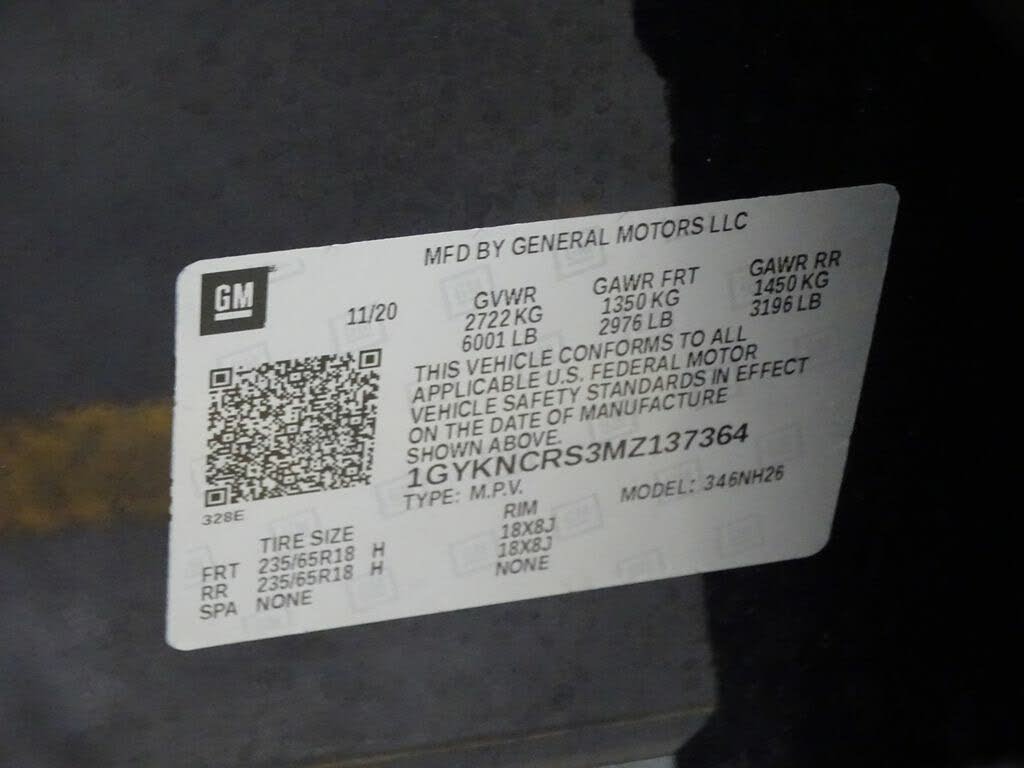 MFD BY GENERAL MOTORS LLC
GM
11/20
GVWR GAWR FRT GAWR RR
2722 KG 1350 KG 1450 KG
6001 LB 2976 LB 3196 LB
THIS VEHICLE CONFORMS TO ALL
APPLICABLE U.S. FEDERAL MOTOR
VEHICLE SAFETY STANDARDS IN EFFECT
ON THE DATE OF MANUFACTURE
SHOWN ABOVE.
1GYKNCRS3MZ137364
TYPE: M.P.V. MODEL: 346NH26
328E
TIRE SIZE RIM
FRT 235/65R18 H 18X8J
RR 235/65R18 H 18X8J
SPA NONE NONE